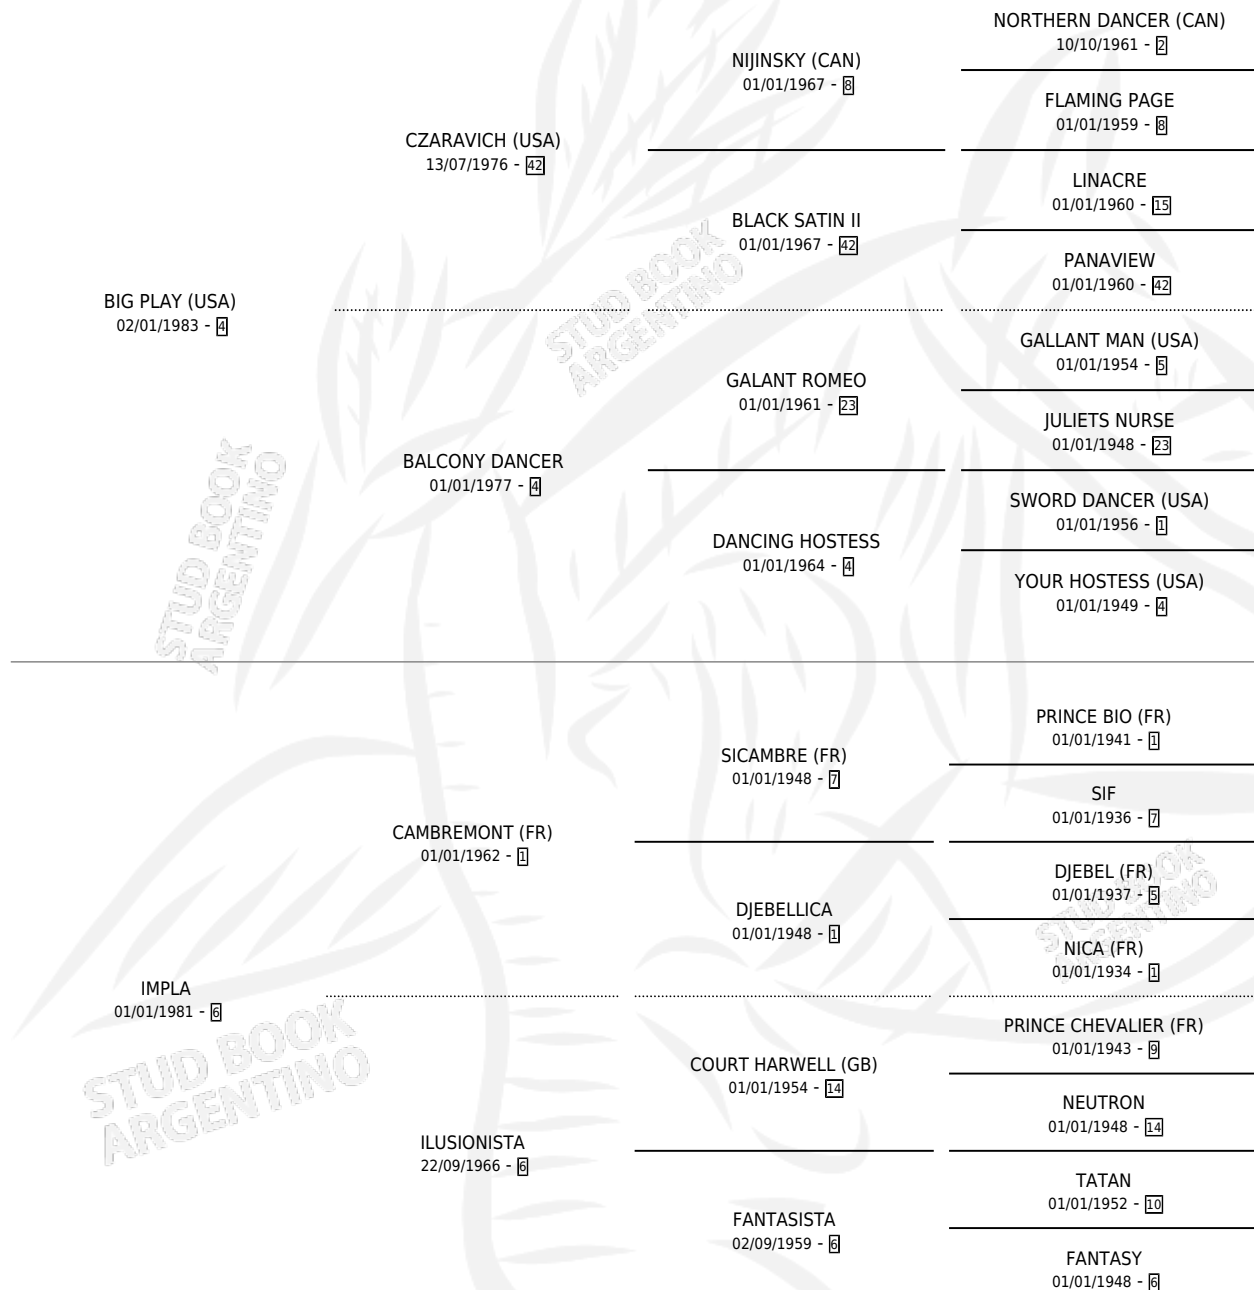 NORTHERN DANCER (CAN)
10/10/1961 - 2
NIJINSKY (CAN)
01/01/1967 - 8
FLAMING PAGE
01/01/1959 - 8
CZARAVICH (USA)
13/07/1976 - 42
LINACRE
01/01/1960 - 15
BLACK SATIN II
01/01/1967 - 42
PANAVIEW
01/01/1960 - 42
BIG PLAY (USA)
02/01/1983 - 4
GALLANT MAN (USA)
01/01/1954 - 5
GALANT ROMEO
01/01/1961 - 23
JULIETS NURSE
01/01/1948 - 23
BALCONY DANCER
01/01/1977 - 4
SWORD DANCER (USA)
01/01/1956 - 1
DANCING HOSTESS
01/01/1964 - 4
YOUR HOSTESS (USA)
01/01/1949 - 4
PRINCE BIO (FR)
01/01/1941 - 1
SICAMBRE (FR)
01/01/1948 - 7
SIF
01/01/1936 - 7
CAMBREMONT (FR)
01/01/1962 - 1
DJEBEL (FR)
01/01/1937 - 5
DJEBELLICA
01/01/1948 - 1
NICA (FR)
01/01/1934 - 1
IMPLA
01/01/1981 - 6
PRINCE CHEVALIER (FR)
01/01/1943 - 9
COURT HARWELL (GB)
01/01/1954 - 14
NEUTRON
01/01/1948 - 14
ILUSIONISTA
22/09/1966 - 6
TATAN
01/01/1952 - 10
FANTASISTA
02/09/1959 - 6
FANTASY
01/01/1948 - 6
STUD BOOK
ARGENTINO
STUD BOOK
ARGENTINO
STUD BOOK
ARGENTINO
STUD BOOK
ARGENTINO